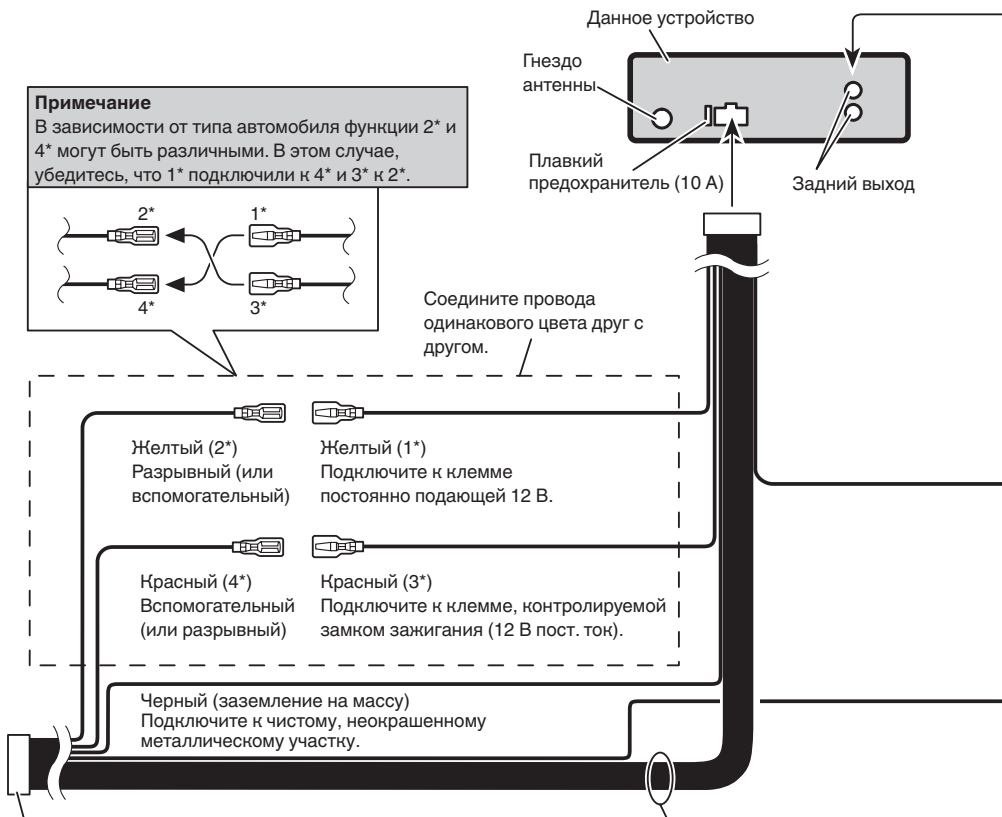 Данное устройство
Гнездо
антенны
Плавкий
предохранитель (10 А)
Задний выход
Примечание
В зависимости от типа автомобиля функции 2* и
4* могут быть различными. В этом случае,
убедитесь, что 1* подключили к 4* и 3* к 2*.
2*
1*
4*
3*
Соедините провода
одинакового цвета друг с
другом.
Желтый (2*)
Разрывный (или
вспомогательный)
Желтый (1*)
Подключите к клемме
постоянно подающей 12 В.
Красный (4*)
Вспомогательный
(или разрывный)
Красный (3*)
Подключите к клемме, контролируемой
замком зажигания (12 В пост. ток).
Черный (заземление на массу)
Подключите к чистому, неокрашенному
металлическому участку.